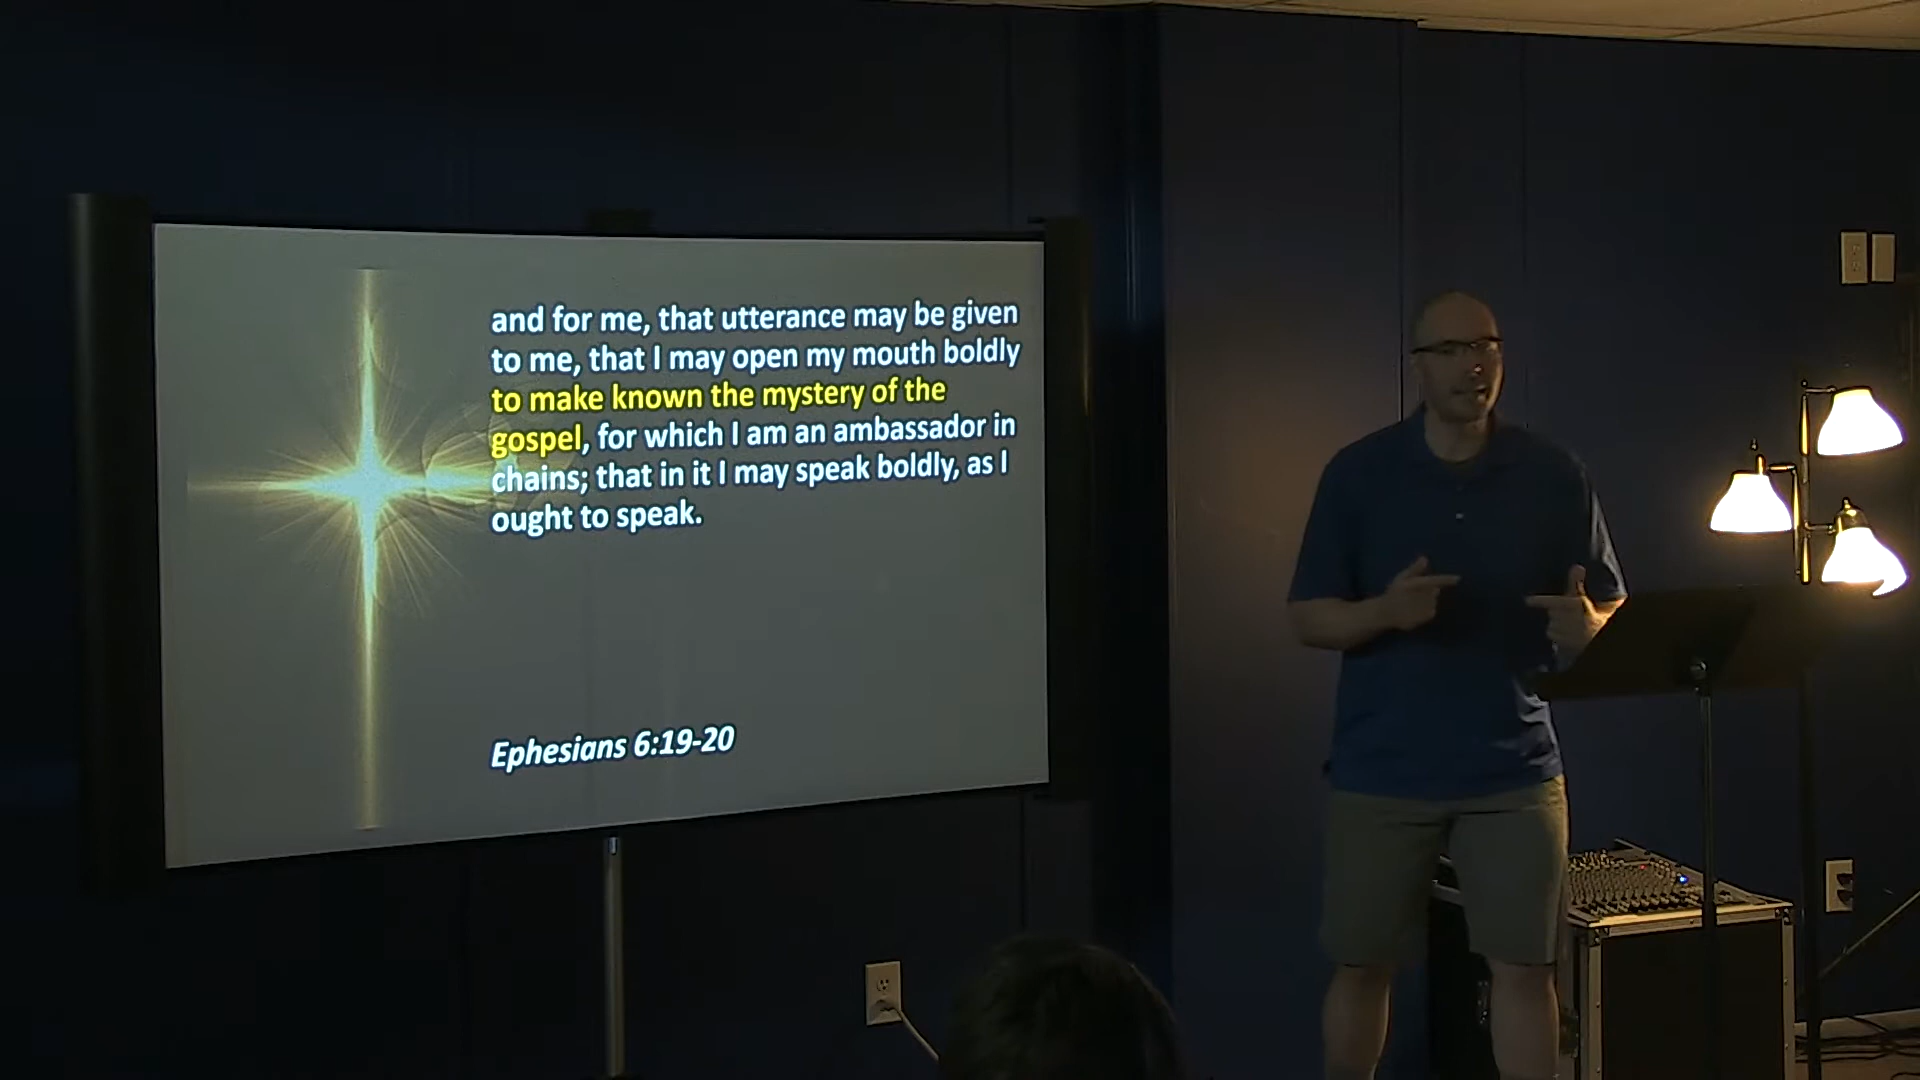 and for me, that utterance may be given
to me, that I may open my mouth boldly
to make known the mystery of the
gospel, for which I am an ambassador in
chains; that in it I may speak boldly, as I
ought to speak.
Ephesians 6:19-20